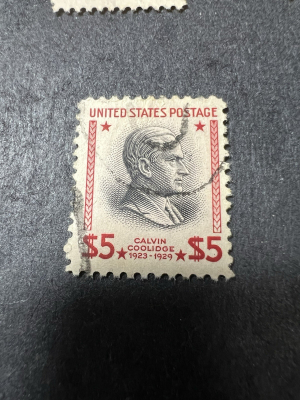 UNITED STATES POSTAGE
$5 CALVIN $5
COOLIDGE
1923-1929